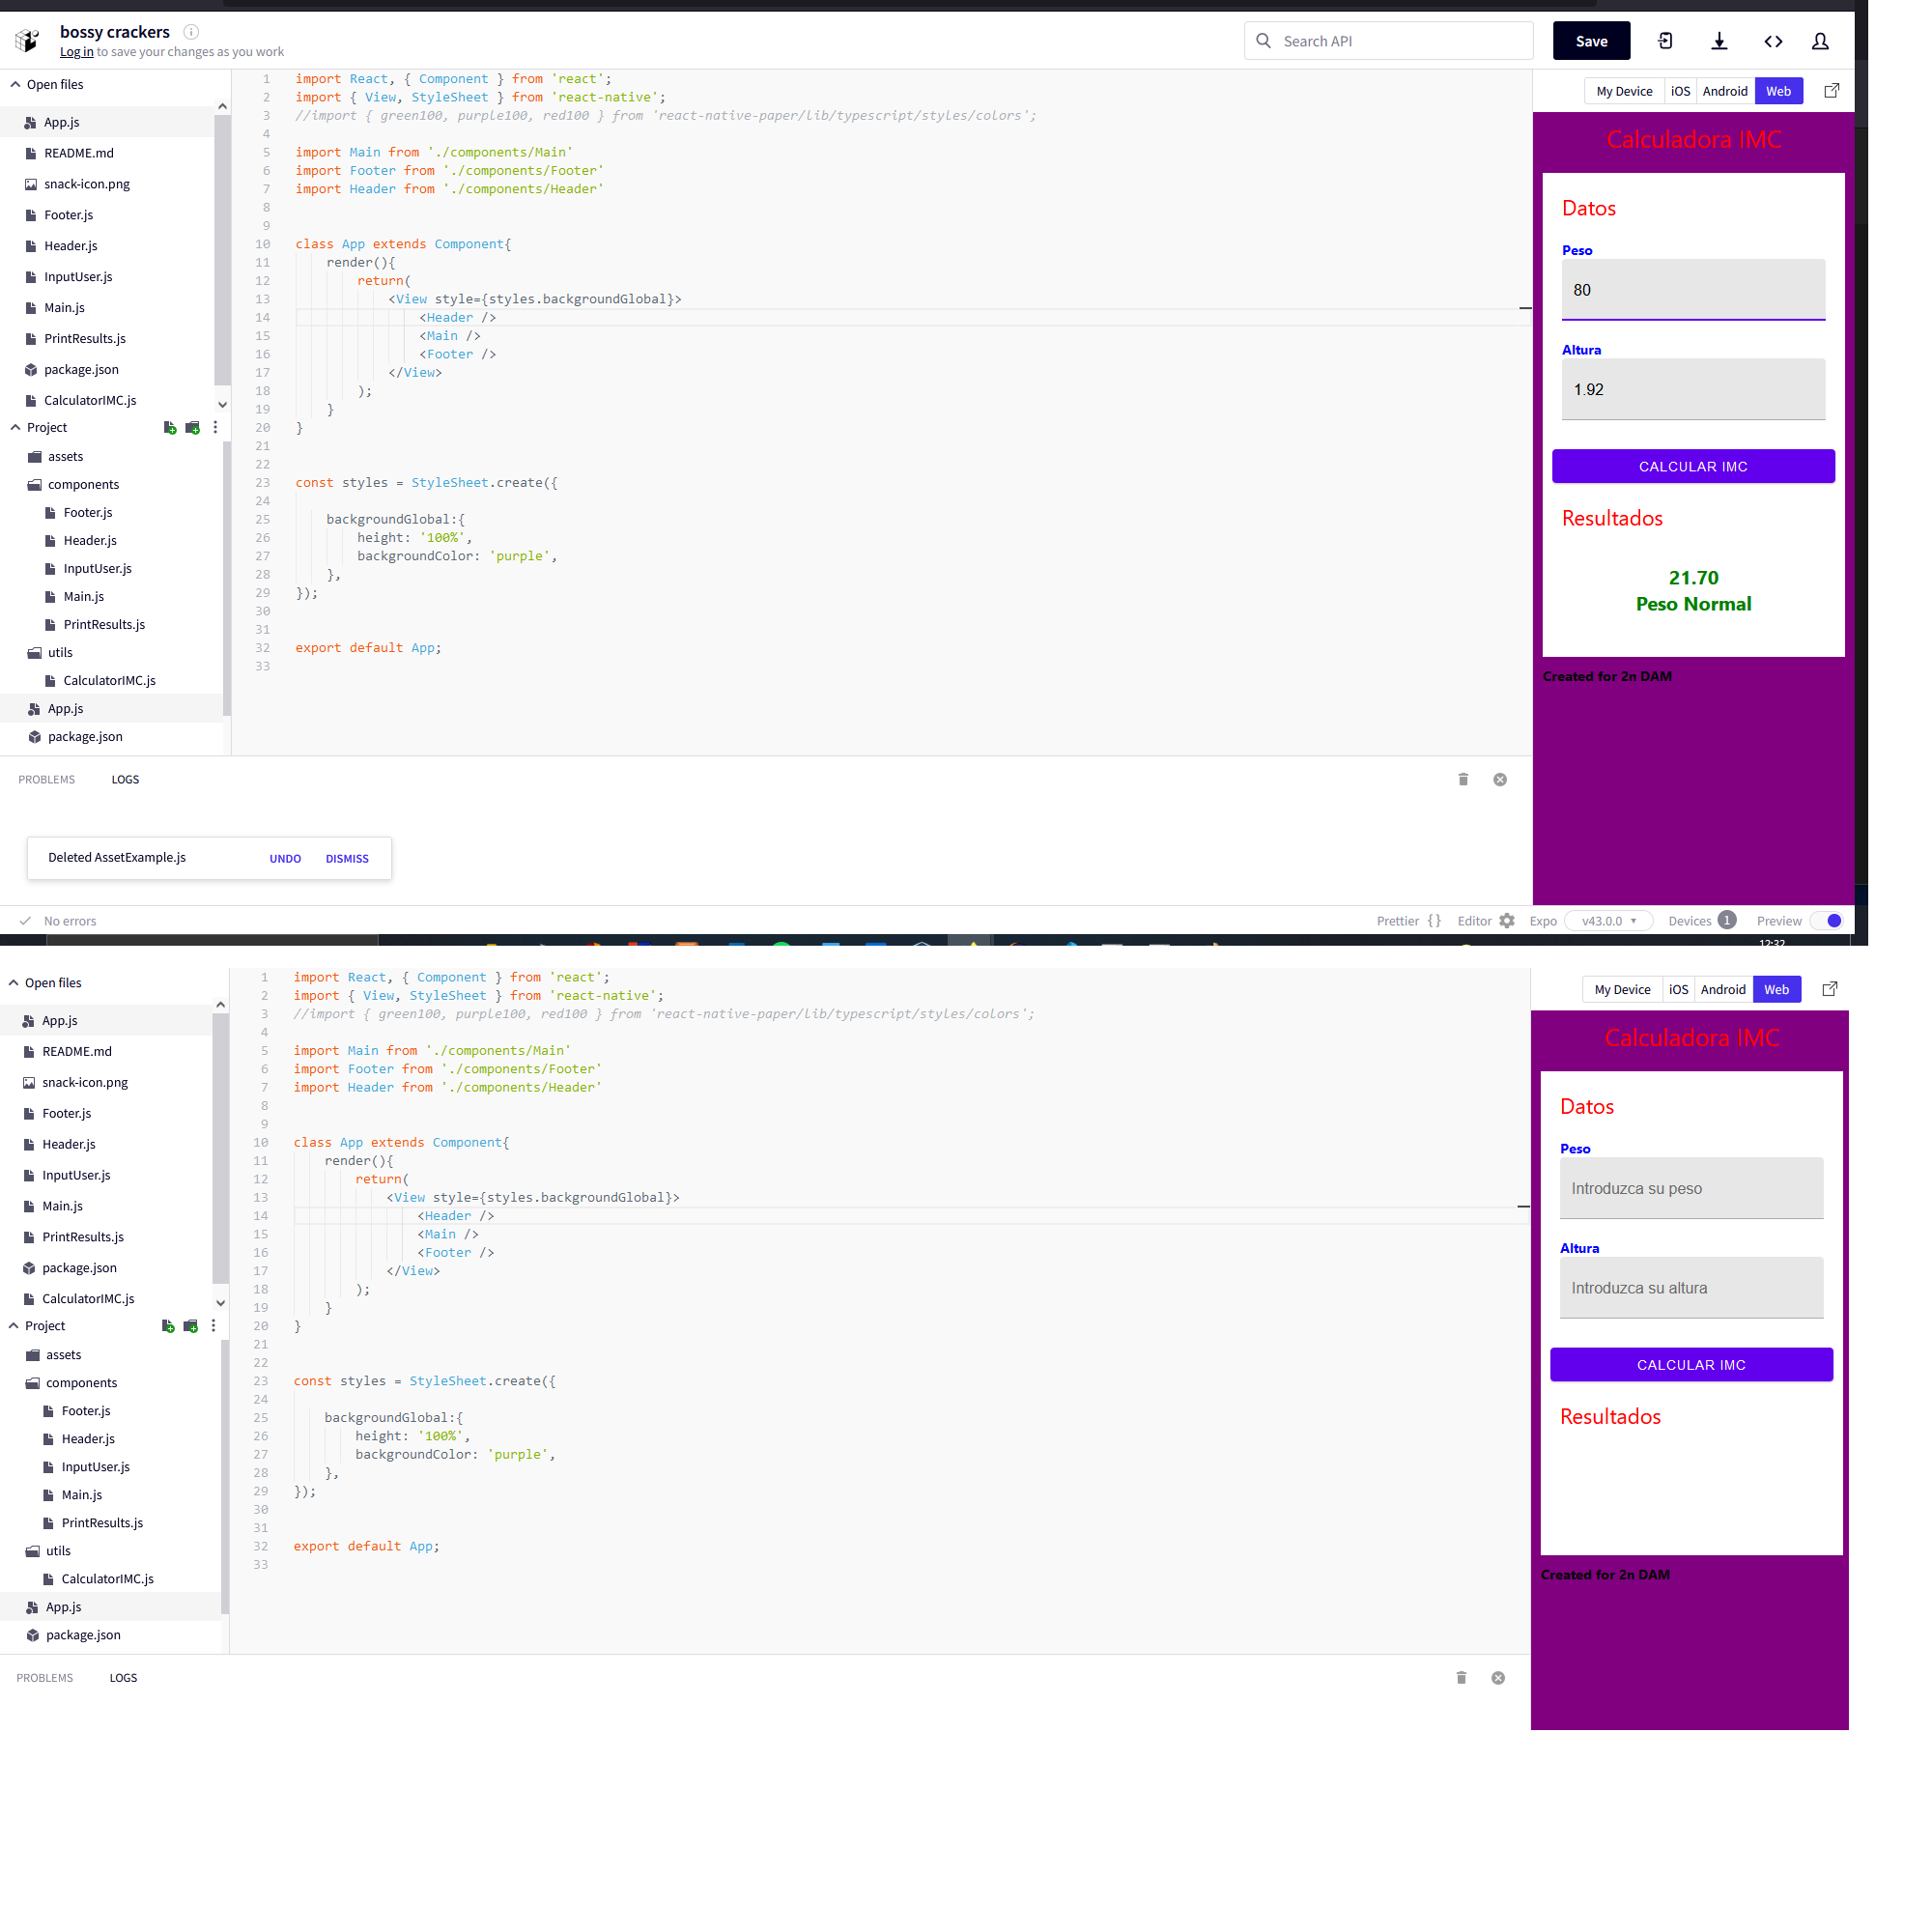 bossy crackers
Log in to save your changes as you work
Search API
Save
Open files
App.js
README.md
snack-icon.png
Footer.js
Header.js
InputUser.js
Main.js
PrintResults.js
package.json
CalculatorIMC.js
Project
assets
components
Footer.js
Header.js
InputUser.js
Main.js
PrintResults.js
utils
CalculatorIMC.js
App.js
package.json
1 import React, { Component } from 'react';
2 import { View, StyleSheet } from 'react-native';
3 //import { green100, purple100, red100 } from 'react-native-paper/lib/typescript/styles/colors';
4
5 import Main from './components/Main'
6 import Footer from './components/Footer'
7 import Header from './components/Header'
8
9
10 class App extends Component{
11 render(){
12 return(
13 <View style={styles.backgroundGlobal}>
14 <Header />
15 <Main />
16 <Footer />
17 </View>
18 );
19 }
20 }
21
22
23 const styles = StyleSheet.create({
24
25 backgroundGlobal:{
26 height: '100%',
27 backgroundColor: 'purple',
28 },
29 });
30
31
32 export default App;
33
My Device iOS Android Web
Calculadora IMC
Datos
Peso
80
Altura
1.92
CALCULAR IMC
Resultados
21.70
Peso Normal
Created for 2n DAM
PROBLEMS LOGS
Deleted AssetExample.js UNDO DISMISS
No errors
Prettier {} Editor Expo v43.0.0 Devices 1 Preview
12:32
Open files
App.js
README.md
snack-icon.png
Footer.js
Header.js
InputUser.js
Main.js
PrintResults.js
package.json
CalculatorIMC.js
Project
assets
components
Footer.js
Header.js
InputUser.js
Main.js
PrintResults.js
utils
CalculatorIMC.js
App.js
package.json
1 import React, { Component } from 'react';
2 import { View, StyleSheet } from 'react-native';
3 //import { green100, purple100, red100 } from 'react-native-paper/lib/typescript/styles/colors';
4
5 import Main from './components/Main'
6 import Footer from './components/Footer'
7 import Header from './components/Header'
8
9
10 class App extends Component{
11 render(){
12 return(
13 <View style={styles.backgroundGlobal}>
14 <Header />
15 <Main />
16 <Footer />
17 </View>
18 );
19 }
20 }
21
22
23 const styles = StyleSheet.create({
24
25 backgroundGlobal:{
26 height: '100%',
27 backgroundColor: 'purple',
28 },
29 });
30
31
32 export default App;
33
My Device iOS Android Web
Calculadora IMC
Datos
Peso
Introduzca su peso
Altura
Introduzca su altura
CALCULAR IMC
Resultados
Created for 2n DAM
PROBLEMS LOGS